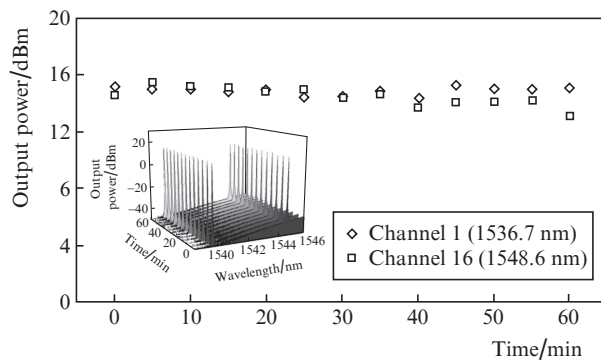 Output power/dBm
20
16
12
6
4
0
Output
power/dBm
20
0
−20
−40
60
40
20
0
Time/min
1540
1542
1544
1546
Wavelength/nm
Channel 1 (1536.7 nm)
Channel 16 (1548.6 nm)
0 10 20 30 40 50 60
Time/min